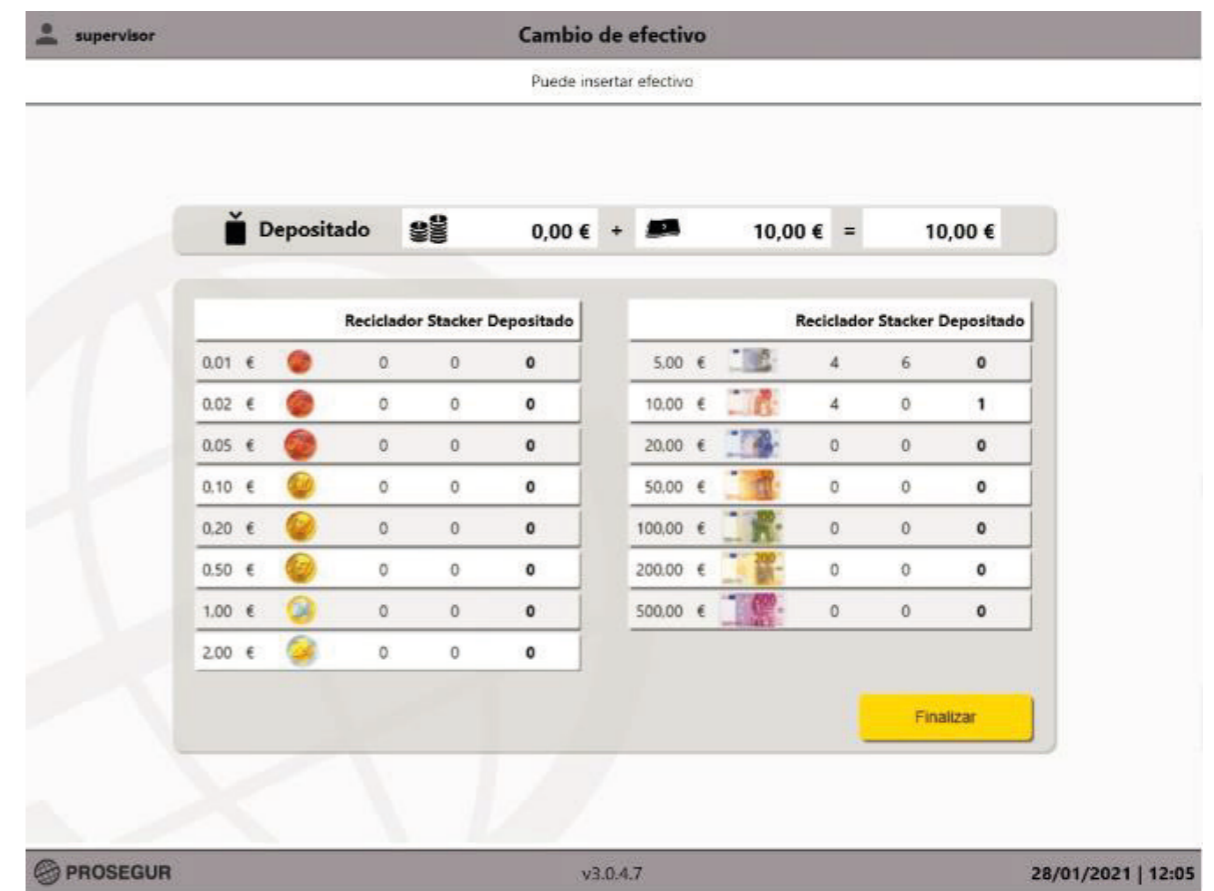 supervisor Cambio de efectivo
Puede insertar efectivo
Depositado 0,00 € + 10,00 € = 10,00 €
Reciclador Stacker Depositado
0,01 € 0 0 0
0,02 € 0 0 0
0,05 € 0 0 0
0,10 € 0 0 0
0,20 € 0 0 0
0,50 € 0 0 0
1,00 € 0 0 0
2,00 € 0 0 0
Reciclador Stacker Depositado
5,00 € 4 6 0
10,00 € 4 0 1
20,00 € 0 0 0
50,00 € 0 0 0
100,00 € 0 0 0
200,00 € 0 0 0
500,00 € 0 0 0
Finalizar
PROSEGUR v3.0.4.7 28/01/2021 | 12:05